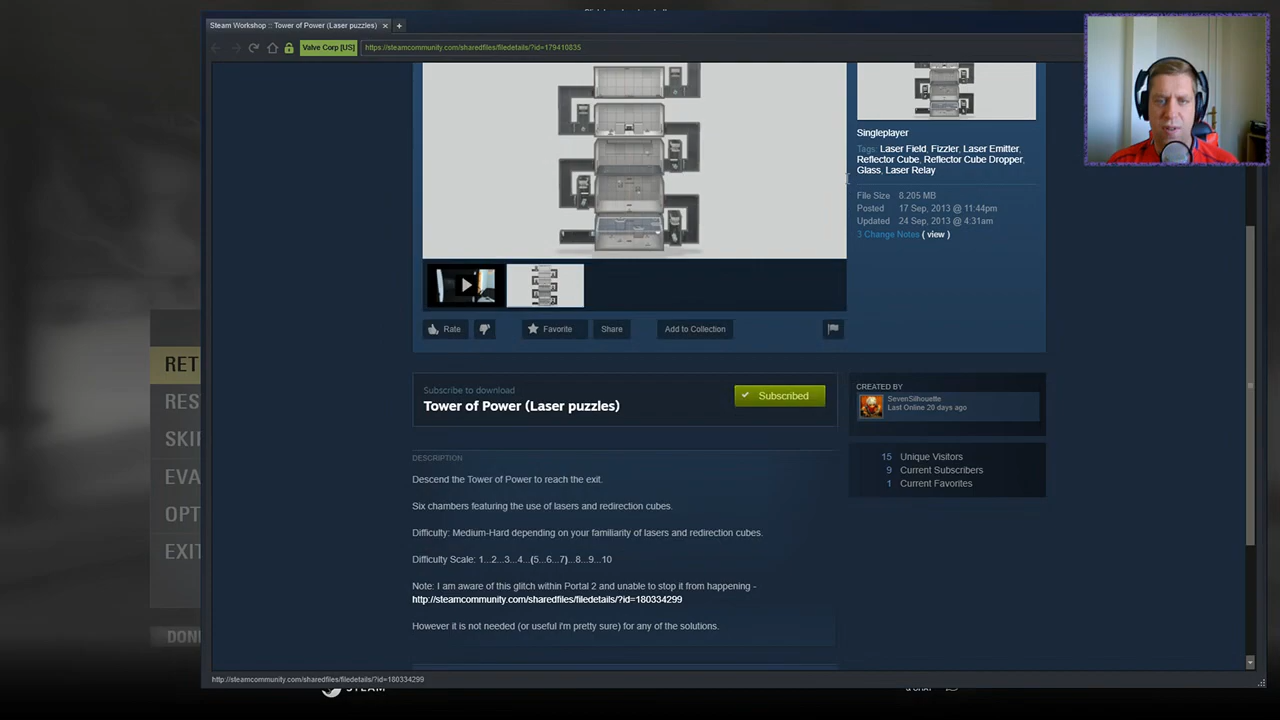 Steam Workshop :: Tower of Power (Laser puzzles)
Valve Corp [US]
https://steamcommunity.com/sharedfiles/filedetails/?id=179410835
Singleplayer
Tags: Laser Field, Fizzler, Laser Emitter,
Reflector Cube, Reflector Cube Dropper,
Glass, Laser Relay
File Size 8.205 MB
Posted 17 Sep, 2013 @ 11:44pm
Updated 24 Sep, 2013 @ 4:31am
3 Change Notes ( view )
Rate
Favorite
Share
Add to Collection
Subscribe to download
Tower of Power (Laser puzzles)
Subscribed
CREATED BY
SevenSilhouette
Last Online 20 days ago
15 Unique Visitors
9 Current Subscribers
1 Current Favorites
DESCRIPTION
Descend the Tower of Power to reach the exit.
Six chambers featuring the use of lasers and redirection cubes.
Difficulty: Medium-Hard depending on your familiarity of lasers and redirection cubes.
Difficulty Scale: 1...2...3...4...(5...6...7)...8...9...10
Note: I am aware of this glitch within Portal 2 and unable to stop it from happening -
http://steamcommunity.com/sharedfiles/filedetails/?id=180334299
However it is not needed (or useful i'm pretty sure) for any of the solutions.
RET
RES
SKI
EVA
OPT
EXIT
DON
http://steamcommunity.com/sharedfiles/filedetails/?id=180334299
STEAM
& CHAT